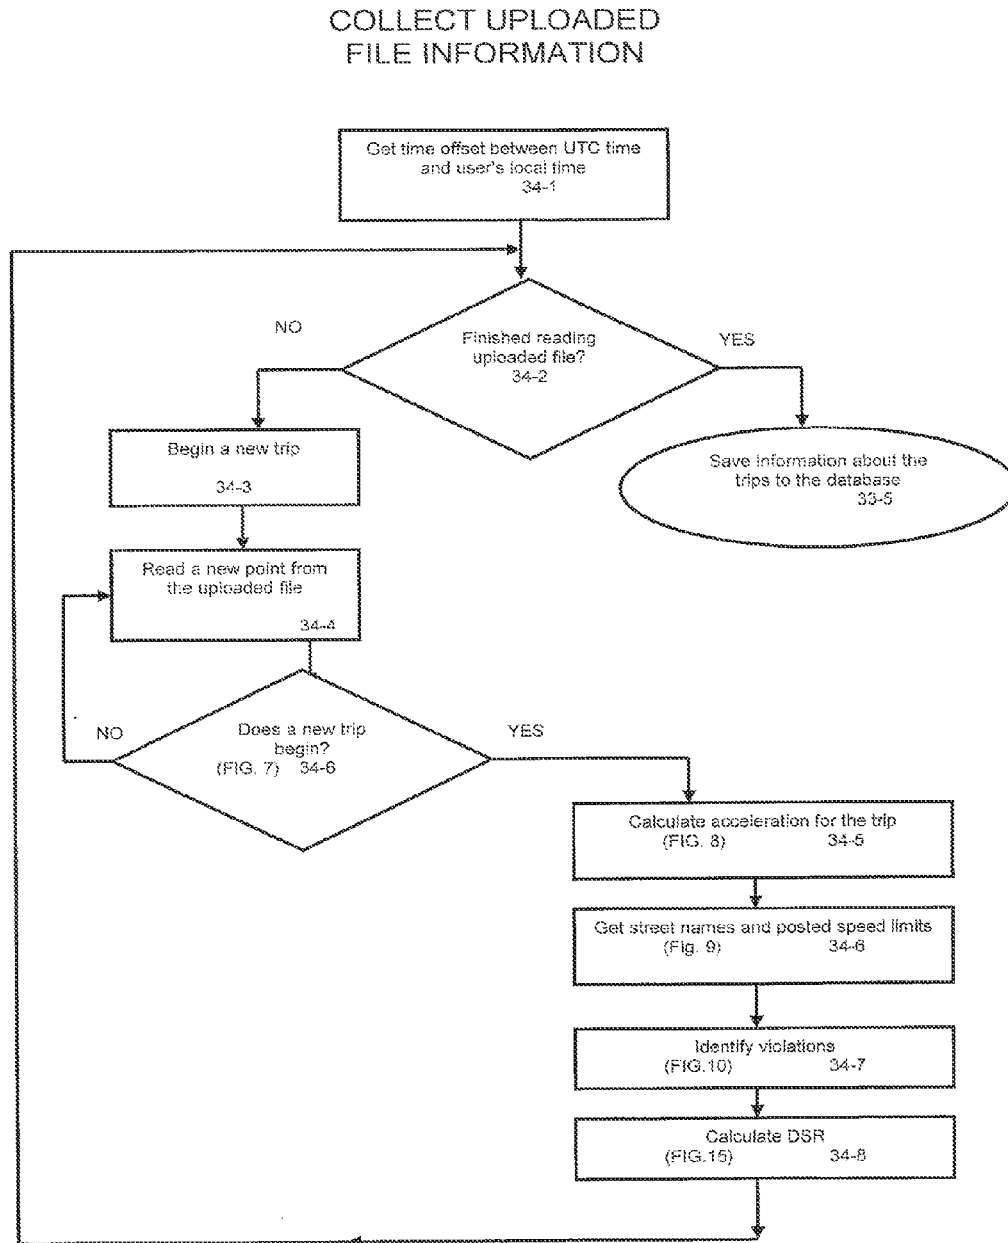 COLLECT UPLOADED
FILE INFORMATION
Get time offset between UTC time
and user's local time
34-1
NO
Finished reading
uploaded file?
34-2
YES
Begin a new trip
34-3
Save information about the
trips to the database
33-5
Read a new point from
the uploaded file
34-4
NO
Does a new trip
begin?
(FIG. 7) 34-6
YES
Calculate acceleration for the trip
(FIG. 8) 34-5
Get street names and posted speed limits
(Fig. 9) 34-6
Identify violations
(FIG.10) 34-7
Calculate DSR
(FIG.15) 34-8